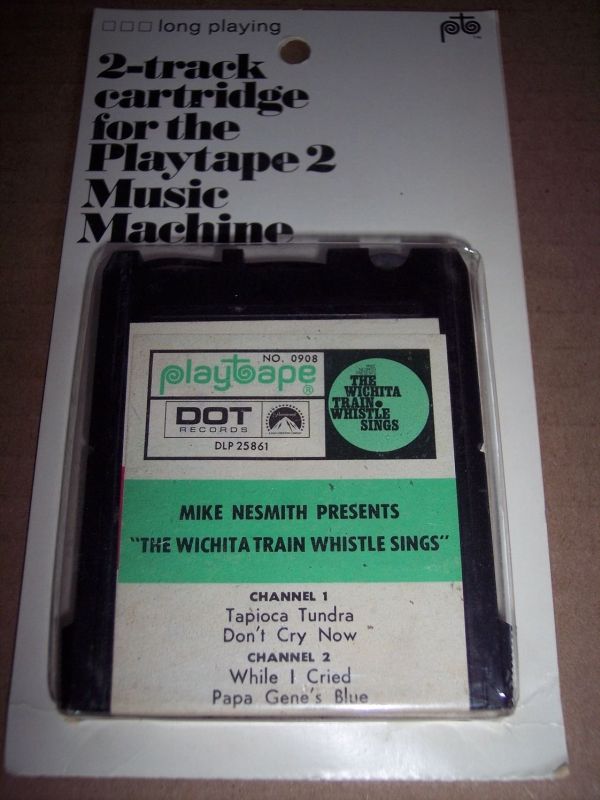 long playing
pt
2-track
cartridge
for the
Playtape 2
Music
Machine
NO. 0908
playtape®
DOT
RECORDS
Paramount
DLP 25861
THE
WICHITA
TRAIN
WHISTLE
SINGS
MIKE NESMITH PRESENTS
"THE WICHITA TRAIN WHISTLE SINGS"
CHANNEL 1
Tapioca Tundra
Don't Cry Now
CHANNEL 2
While I Cried
Papa Gene's Blue